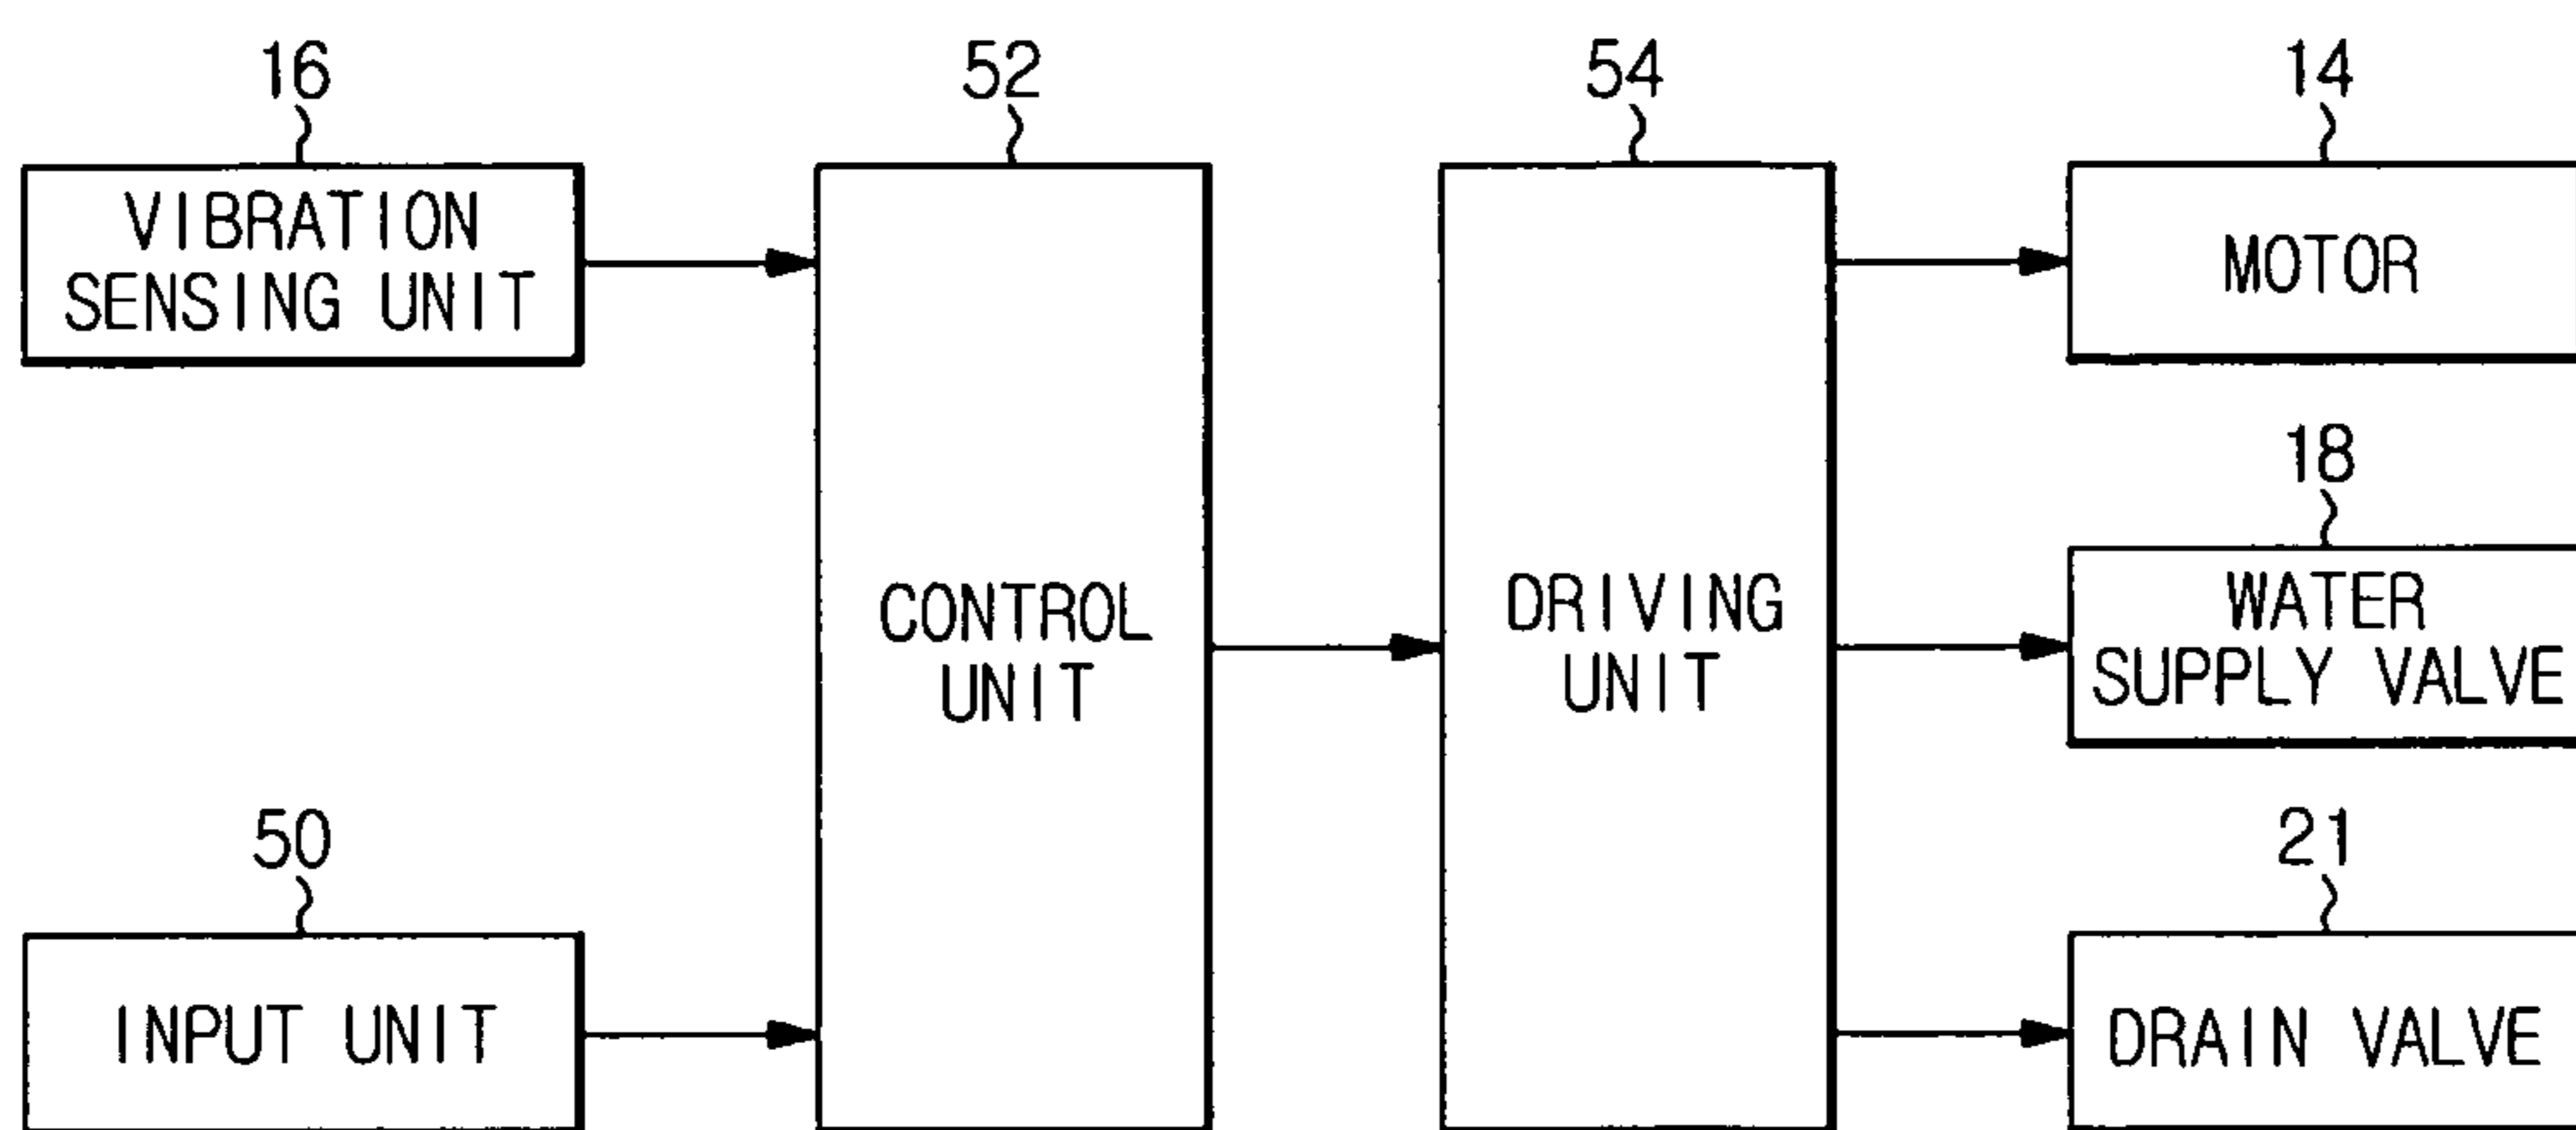 16
52
54
14
VIBRATION
SENSING UNIT
MOTOR
18
CONTROL
UNIT
DRIVING
UNIT
WATER
SUPPLY VALVE
50
21
INPUT UNIT
DRAIN VALVE